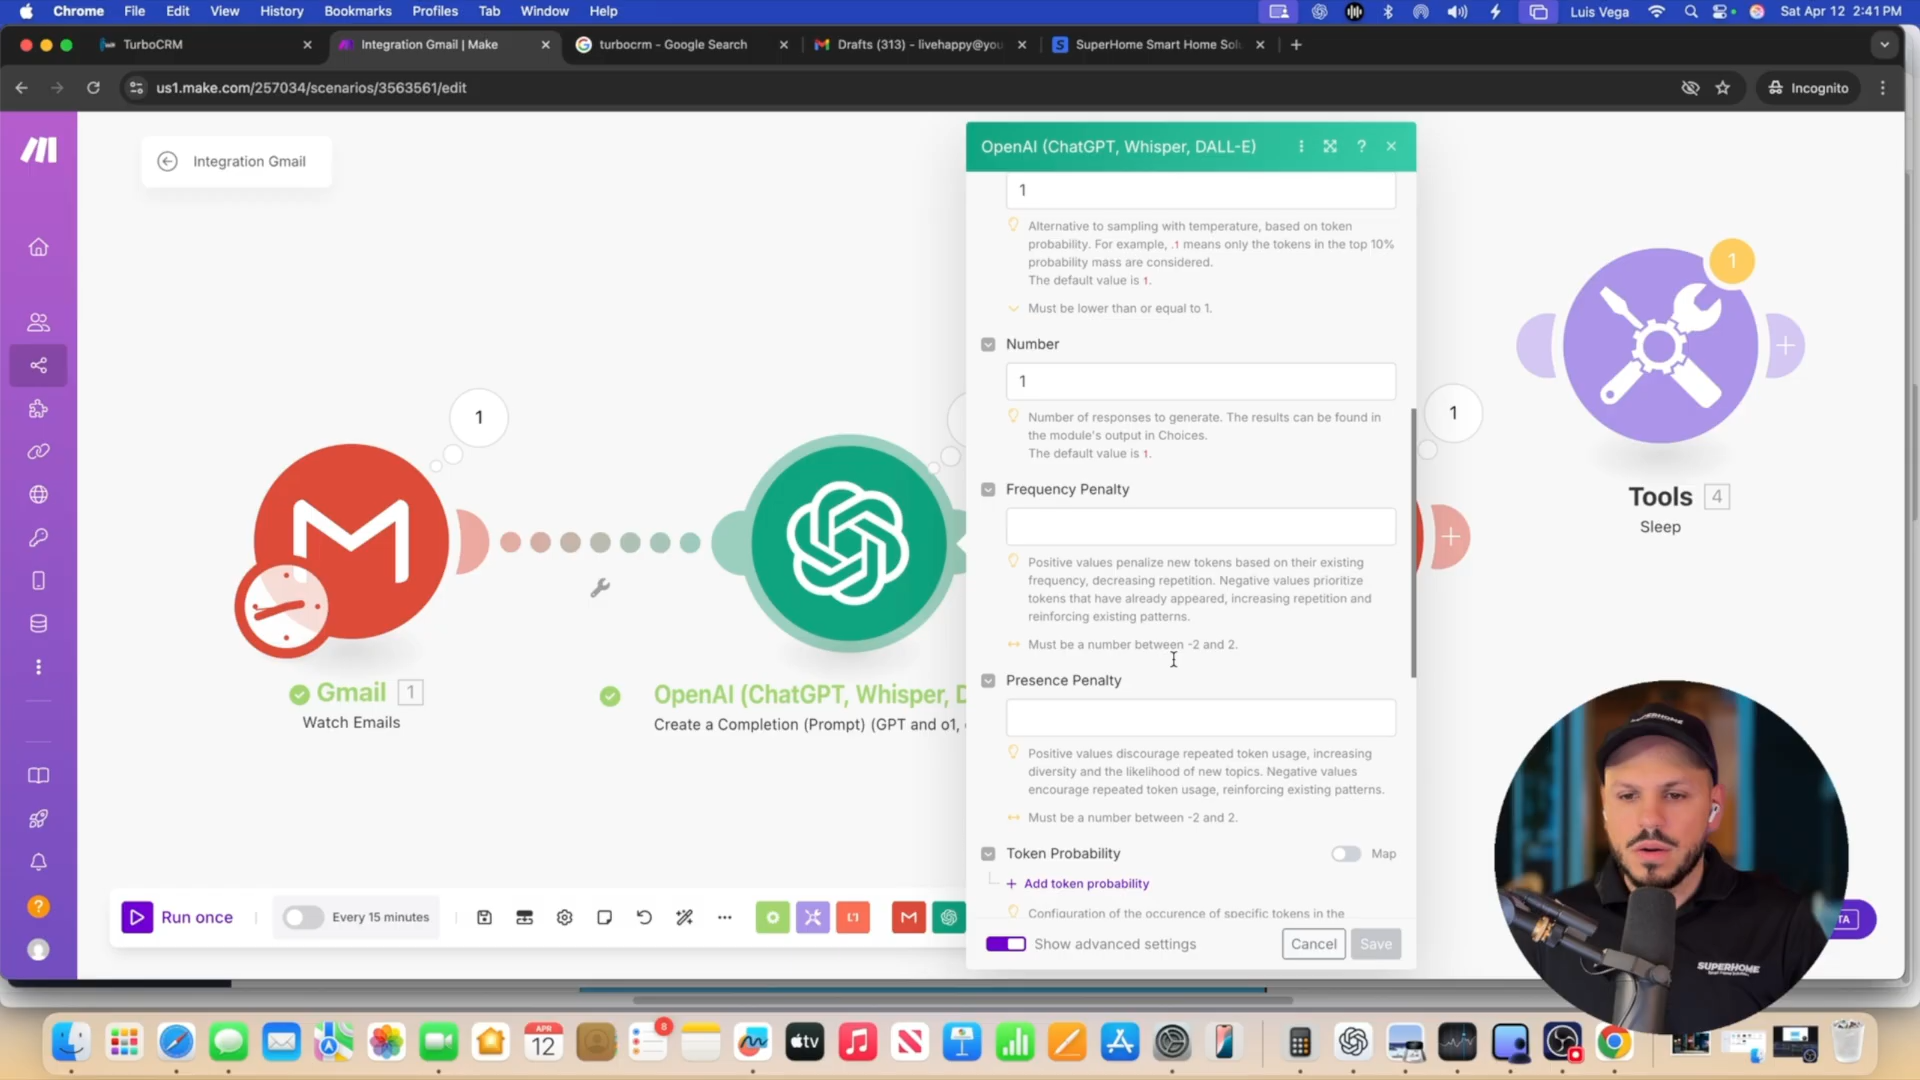 Chrome File Edit View History Bookmarks Profiles Tab Window Help Luis Vega Sat Apr 12 2:41 PM
TurboCRM Integration Gmail | Make turbocrm - Google Search Drafts (313) - livehappy@you SuperHome Smart Home Sol
us1.make.com/257034/scenarios/3563561/edit Incognito
Integration Gmail
OpenAI (ChatGPT, Whisper, DALL-E)
1
Alternative to sampling with temperature, based on token
probability. For example, .1 means only the tokens in the top 10%
probability mass are considered.
The default value is 1.
Must be lower than or equal to 1.
Number
1
Number of responses to generate. The results can be found in
the module's output in Choices.
The default value is 1.
Frequency Penalty
Positive values penalize new tokens based on their existing
frequency, decreasing repetition. Negative values prioritize
tokens that have already appeared, increasing repetition and
reinforcing existing patterns.
Must be a number between -2 and 2.
Presence Penalty
Positive values discourage repeated token usage, increasing
diversity and the likelihood of new topics. Negative values
encourage repeated token usage, reinforcing existing patterns.
Must be a number between -2 and 2.
Token Probability Map
+ Add token probability
Configuration of the occurence of specific tokens in the
Show advanced settings Cancel Save
1
Gmail 1
Watch Emails
OpenAI (ChatGPT, Whisper, D
Create a Completion (Prompt) (GPT and o1,
1
1
Tools 4
Sleep
Run once Every 15 minutes
TA
SUPERHOME
SUPERHOME
APR
12
8
tv